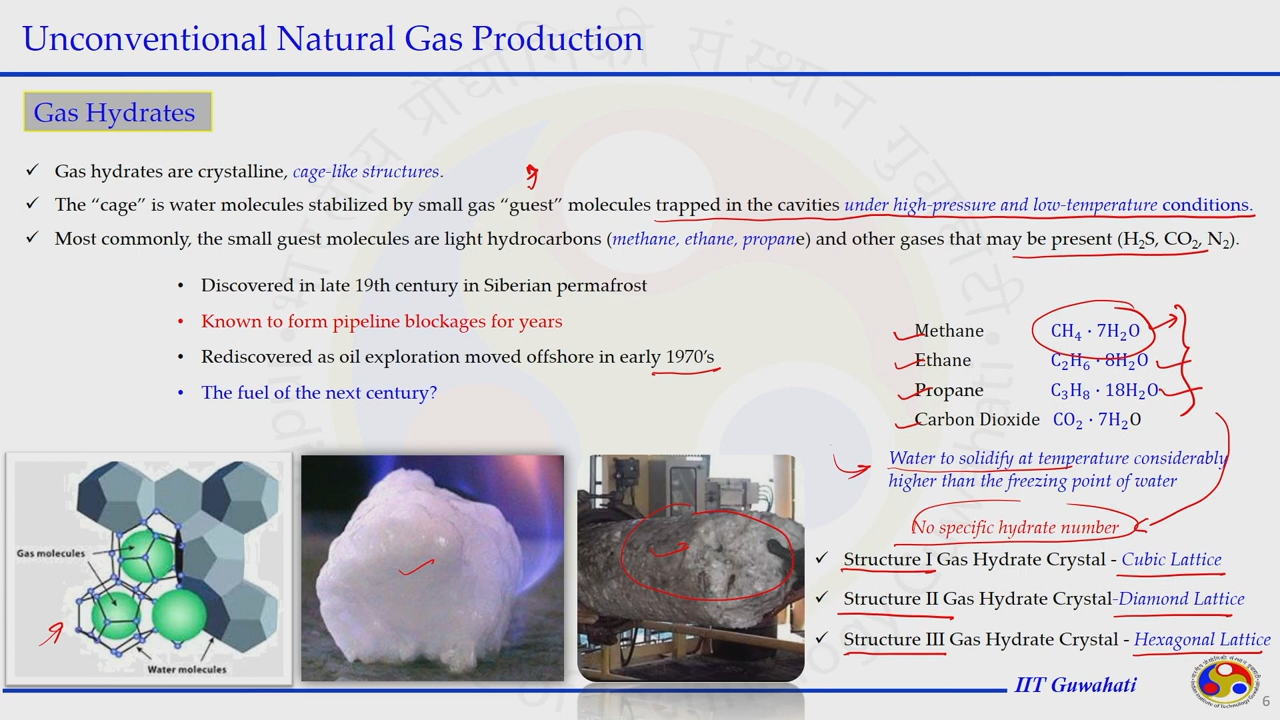 Unconventional Natural Gas Production
Gas Hydrates
✓ Gas hydrates are crystalline, cage-like structures.
✓ The “cage” is water molecules stabilized by small gas “guest” molecules trapped in the cavities under high-pressure and low-temperature conditions.
✓ Most commonly, the small guest molecules are light hydrocarbons (methane, ethane, propane) and other gases that may be present (H₂S, CO₂, N₂).
• Discovered in late 19th century in Siberian permafrost
• Known to form pipeline blockages for years
• Rediscovered as oil exploration moved offshore in early 1970’s
• The fuel of the next century?
Methane CH₄ · 7H₂O
Ethane C₂H₆ · 8H₂O
Propane C₃H₈ · 18H₂O
Carbon Dioxide CO₂ · 7H₂O
Water to solidify at temperature considerably
higher than the freezing point of water
No specific hydrate number
✓ Structure I Gas Hydrate Crystal - Cubic Lattice
✓ Structure II Gas Hydrate Crystal-Diamond Lattice
✓ Structure III Gas Hydrate Crystal - Hexagonal Lattice
Gas molecules
Water molecules
IIT Guwahati
6